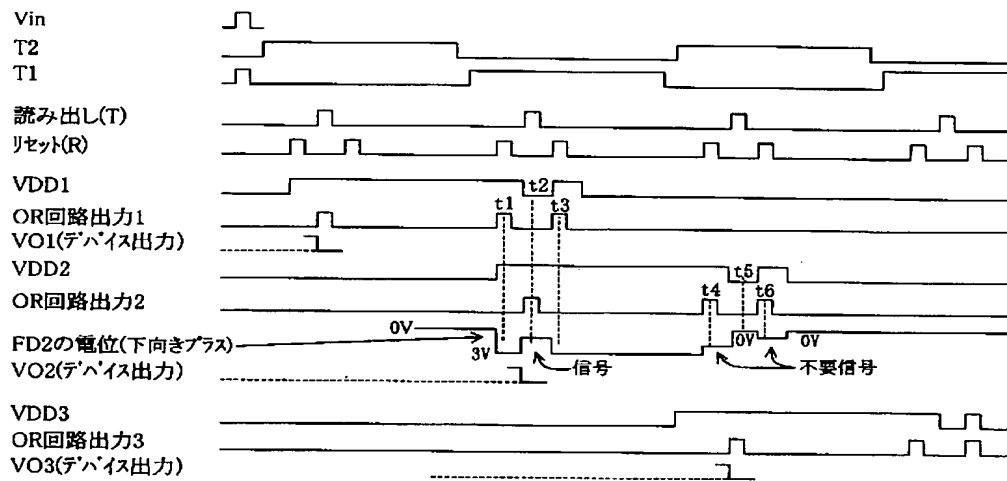 Vin
T2
T1
読み出し(T)
リセット(R)
VDD1
t2
OR回路出力1
t1
t3
VO1(デバイス出力)
VDD2
t5
OR回路出力2
t4
t6
0V
FD2の電位(下向きプラス)
3V
信号
0V
0V
不要信号
VO2(デバイス出力)
VDD3
OR回路出力3
VO3(デバイス出力)